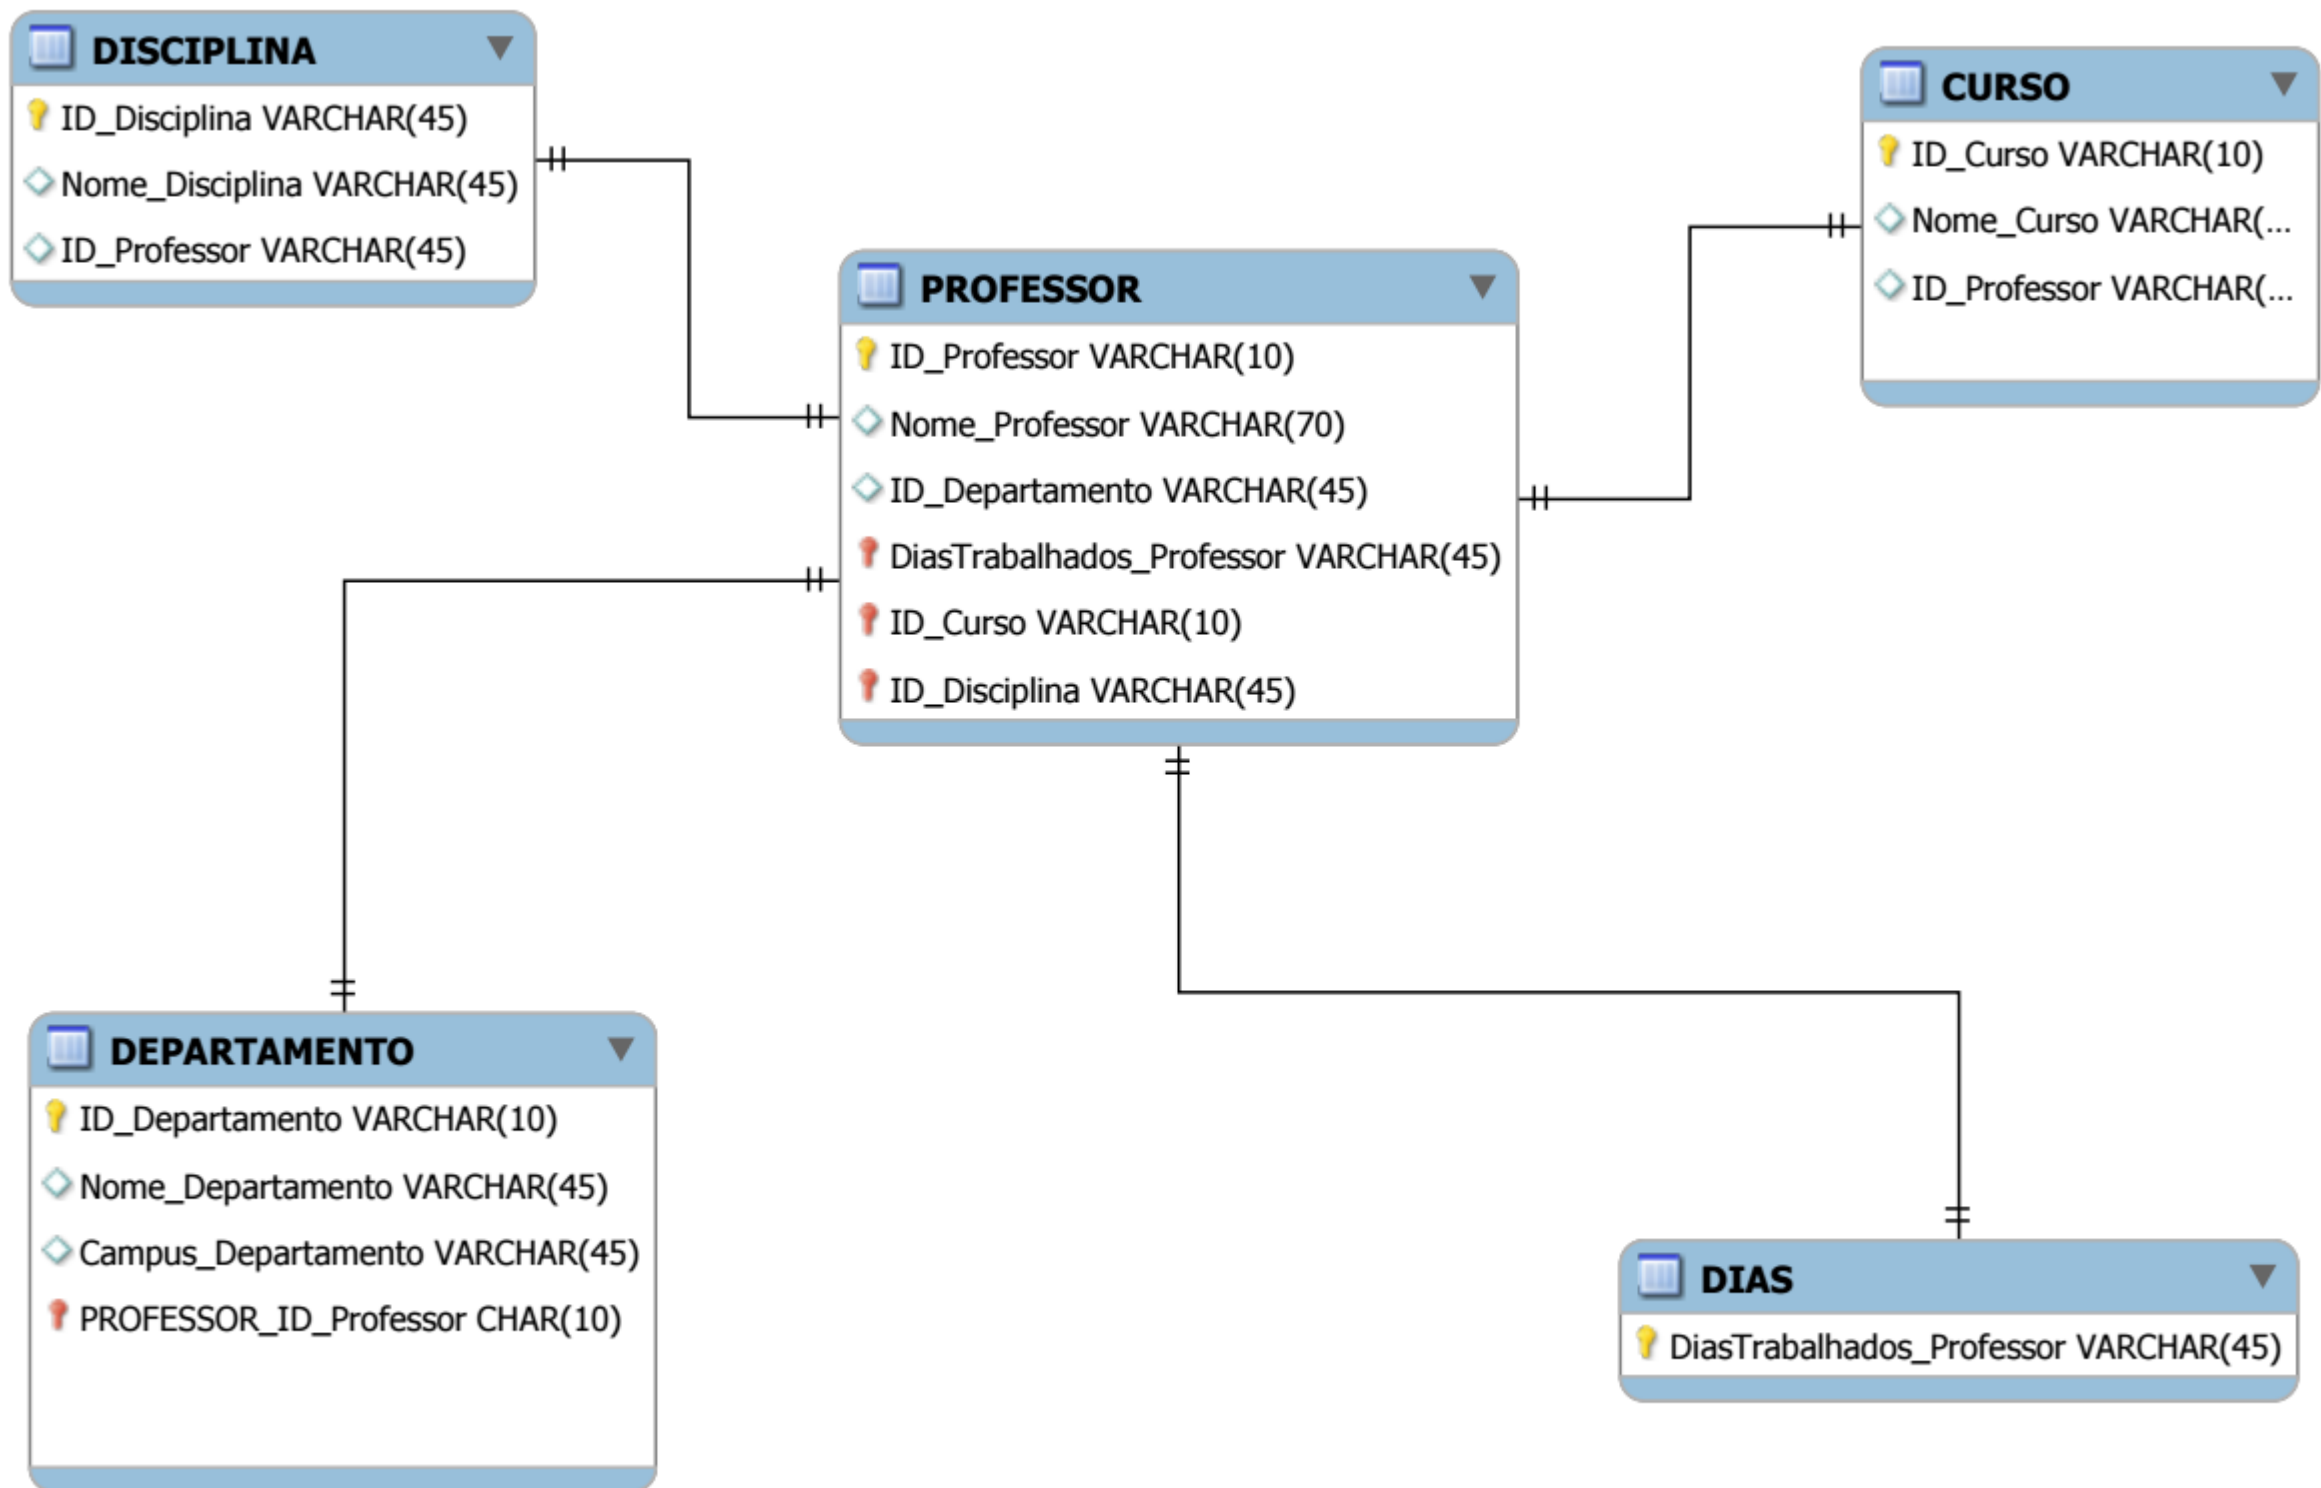 DISCIPLINA
ID_Disciplina VARCHAR(45)
Nome_Disciplina VARCHAR(45)
ID_Professor VARCHAR(45)
CURSO
ID_Curso VARCHAR(10)
Nome_Curso VARCHAR(...
ID_Professor VARCHAR(...
PROFESSOR
ID_Professor VARCHAR(10)
Nome_Professor VARCHAR(70)
ID_Departamento VARCHAR(45)
DiasTrabalhados_Professor VARCHAR(45)
ID_Curso VARCHAR(10)
ID_Disciplina VARCHAR(45)
DEPARTAMENTO
ID_Departamento VARCHAR(10)
Nome_Departamento VARCHAR(45)
Campus_Departamento VARCHAR(45)
PROFESSOR_ID_Professor CHAR(10)
DIAS
DiasTrabalhados_Professor VARCHAR(45)